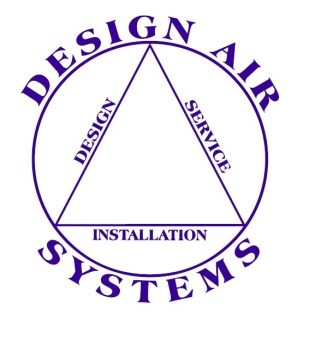 DESIGN AIR
DESIGN
SERVICE
INSTALLATION
SYSTEMS